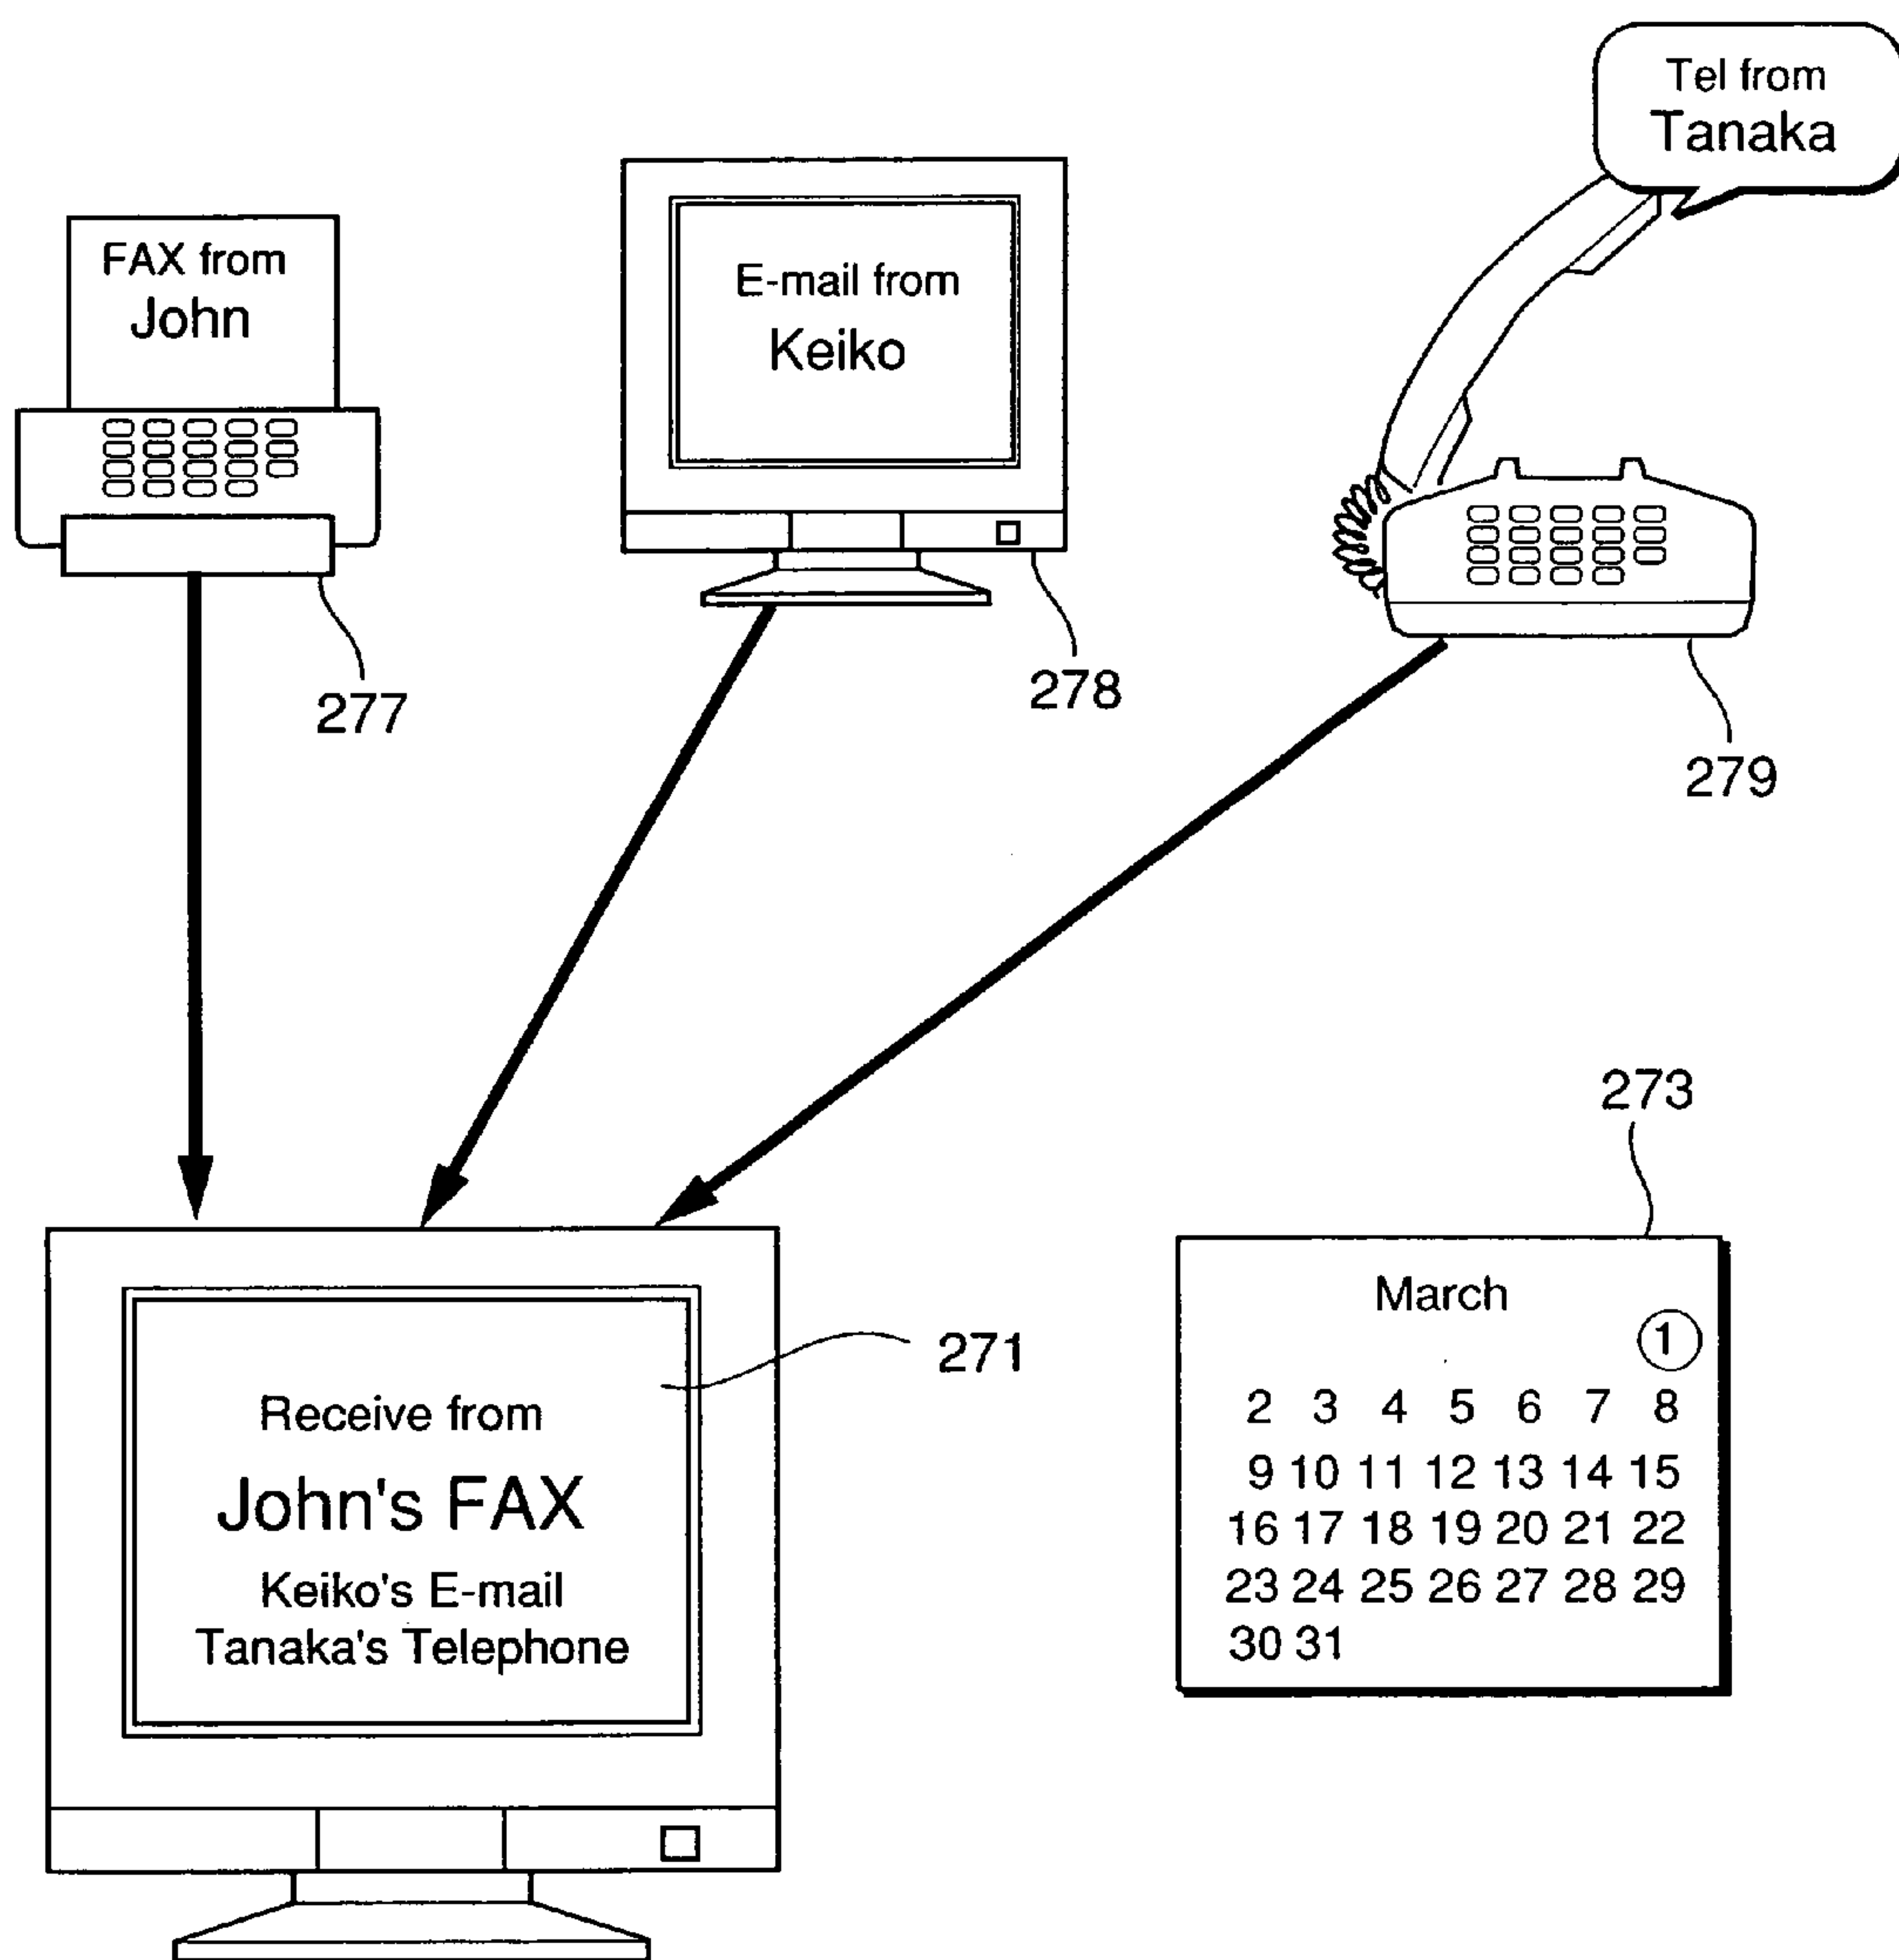 Tel from
Tanaka
FAX from
John
E-mail from
Keiko
277
278
279
273
271
Receive from
John's FAX
Keiko's E-mail
Tanaka's Telephone
March
1
2 3 4 5 6 7 8
9 10 11 12 13 14 15
16 17 18 19 20 21 22
23 24 25 26 27 28 29
30 31